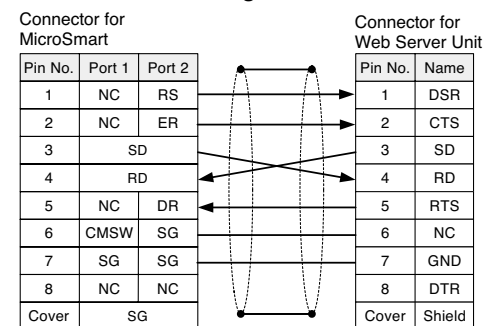 Connector for
MicroSmart
Connector for
Web Server Unit
Pin No. Port 1 Port 2
1 NC RS
2 NC ER
3 SD
4 RD
5 NC DR
6 CMSW SG
7 SG SG
8 NC NC
Cover SG
Pin No. Name
1 DSR
2 CTS
3 SD
4 RD
5 RTS
6 NC
7 GND
8 DTR
Cover Shield